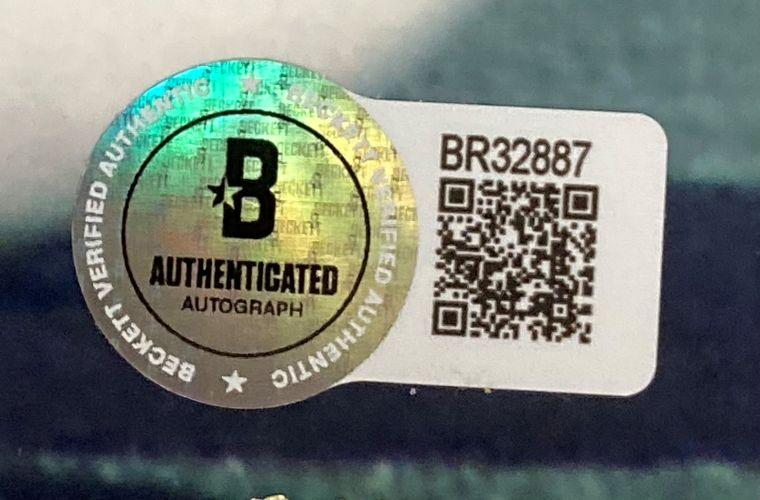 BECKETT VERIFIED AUTHENTIC ★ BECKETT VERIFIED AUTHENTIC ★
B
AUTHENTICATED
AUTOGRAPH
BR32887